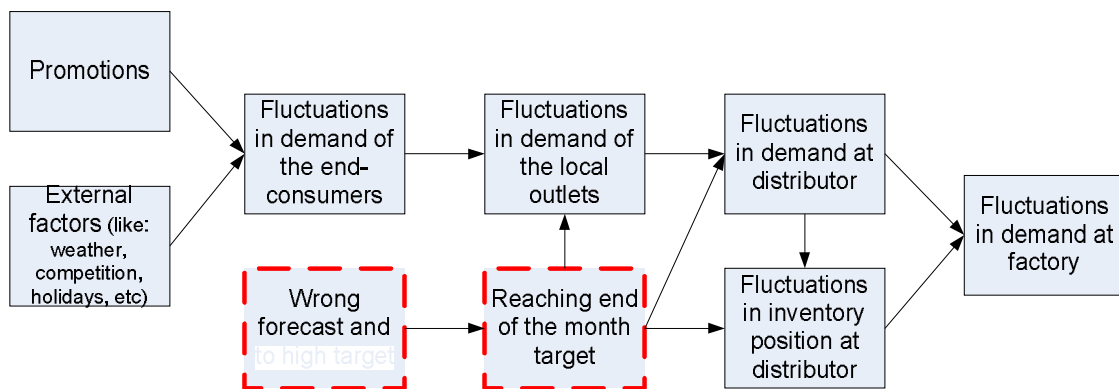 Promotions
External
factors (like:
weather,
competition,
holidays, etc)
Fluctuations
in demand of
the end-
consumers
Wrong
forecast and
to high target
Fluctuations
in demand of
the local
outlets
Reaching end
of the month
target
Fluctuations
in demand at
distributor
Fluctuations
in inventory
position at
distributor
Fluctuations
in demand at
factory